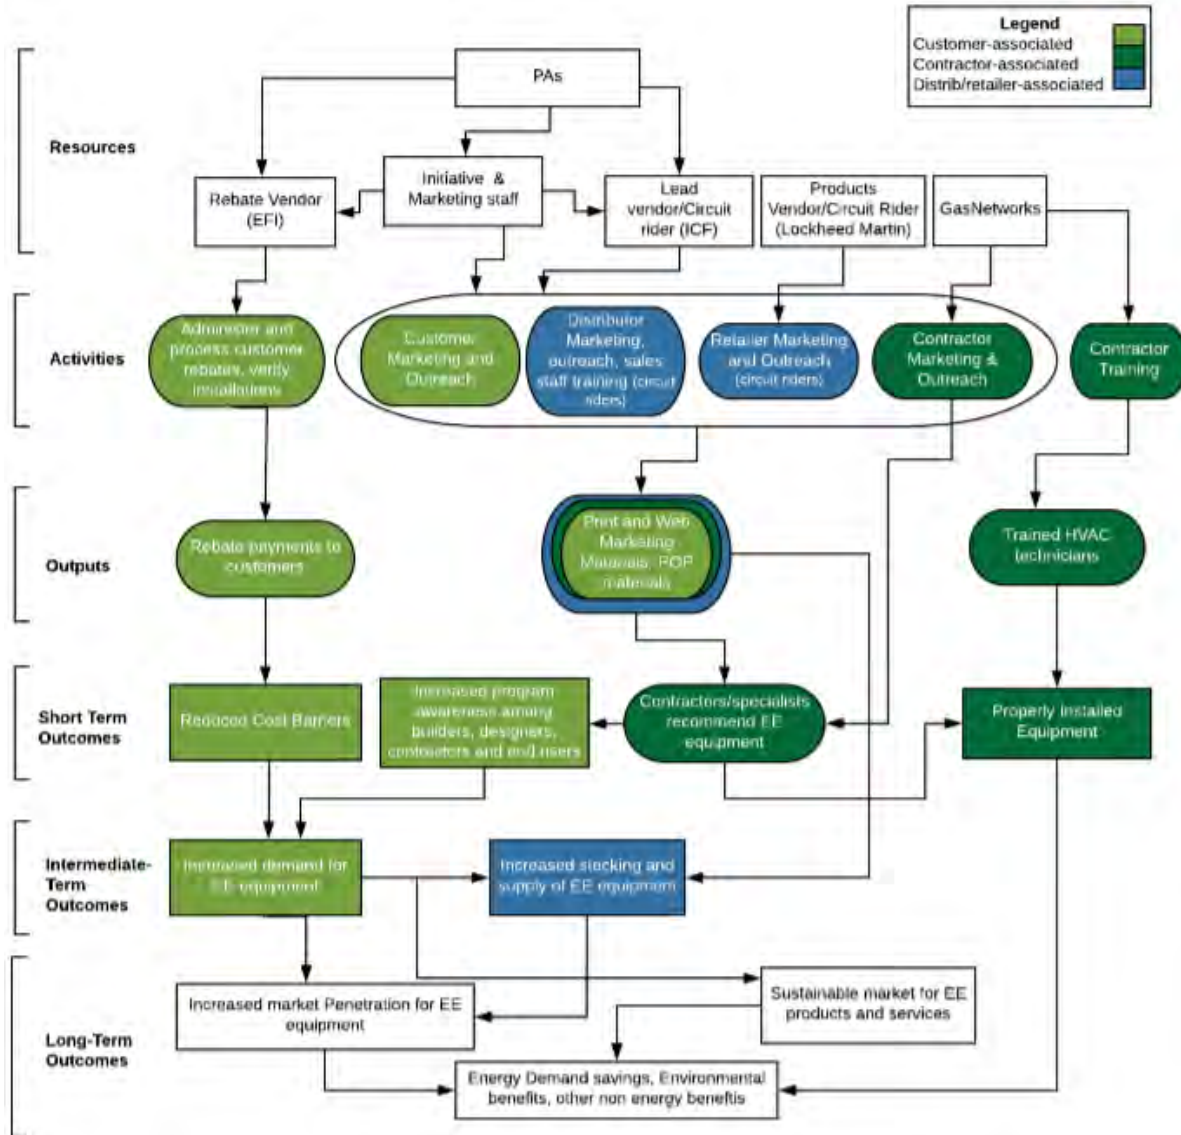 Legend
Customer-associated
Contractor-associated
Distrib/retailer-associated
PAs
Resources
Rebate Vendor
(EFI)
Initiative &
Marketing staff
Lead
vendor/Circuit
rider (ICF)
Products
Vendor/Circuit Rider
(Lockheed Martin)
GasNetworks
Activities
Administer and
process customer
rebates, verify
installations
Customer
Marketing and
Outreach
Distributor
Marketing,
outreach, sales
staff training (circuit
riders)
Retailer Marketing
and Outreach
(circuit riders)
Contractor
Marketing &
Outreach
Contractor
Training
Outputs
Rebate payments to
customers
Print and Web
Marketing
Materials, POP
materials
Trained HVAC
technicians
Short Term
Outcomes
Reduced Cost Barriers
Increased program
awareness among
builders, designers,
contractors and end users
Contractors/specialists
recommend EE
equipment
Properly Installed
Equipment
Intermediate-
Term
Outcomes
Increased demand for
EE equipment
Increased stocking and
supply of EE equipment
Long-Term
Outcomes
Increased market Penetration for EE
equipment
Sustainable market for EE
products and services
Energy Demand savings, Environmental
benefits, other non energy beneftis